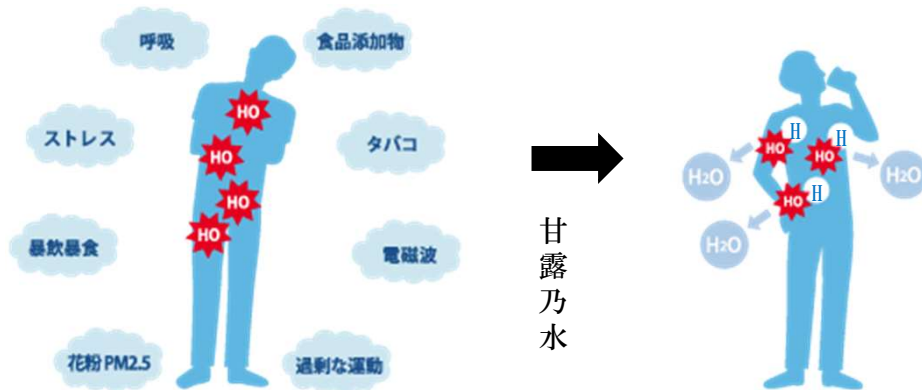 呼吸
食品添加物
ストレス
タバコ
暴飲暴食
電磁波
花粉PM2.5
過剰な運動
HO
HO
HO
HO
甘露乃水
H
H
HO
HO
H
HO
H2O
H2O
H2O